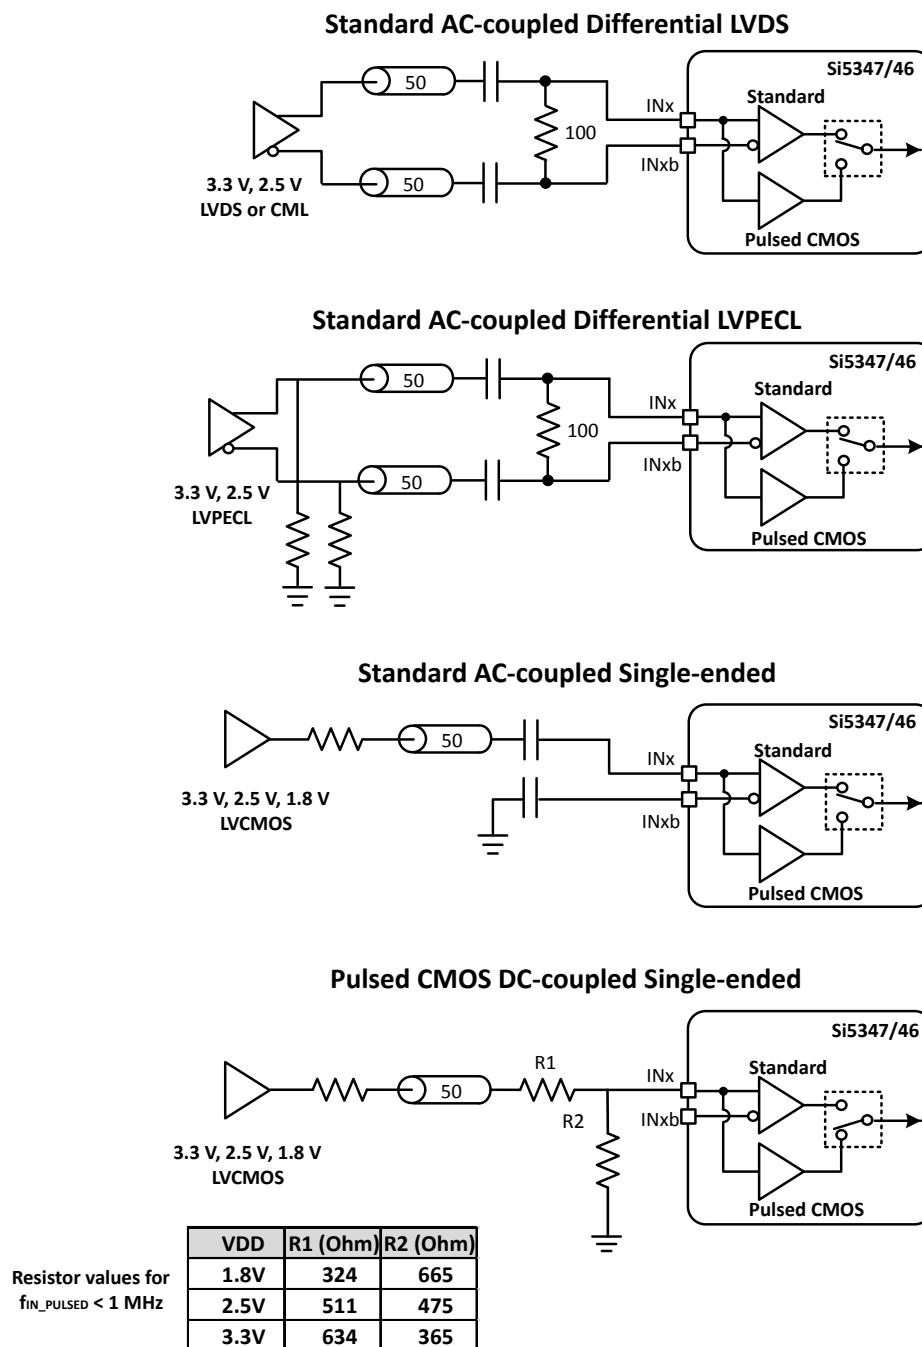 Standard AC-coupled Differential LVDS
Si5347/46
Standard
50
INx
100
INxb
50
3.3 V, 2.5 V
LVDS or CML
Pulsed CMOS
Standard AC-coupled Differential LVPECL
Si5347/46
Standard
50
INx
100
INxb
50
3.3 V, 2.5 V
LVPECL
Pulsed CMOS
Standard AC-coupled Single-ended
Si5347/46
Standard
50
INx
3.3 V, 2.5 V, 1.8 V
LVCMOS
INxb
Pulsed CMOS
Pulsed CMOS DC-coupled Single-ended
Si5347/46
Standard
R1
INx
50
R2
INxb
3.3 V, 2.5 V, 1.8 V
LVCMOS
Pulsed CMOS
Resistor values for
fIN_PULSED < 1 MHz
VDD R1 (Ohm) R2 (Ohm)
1.8V 324 665
2.5V 511 475
3.3V 634 365